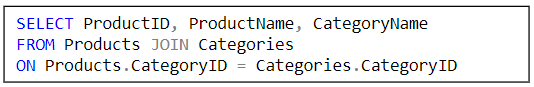 SELECT ProductID, ProductName, CategoryName
FROM Products JOIN Categories
ON Products.CategoryID = Categories.CategoryID